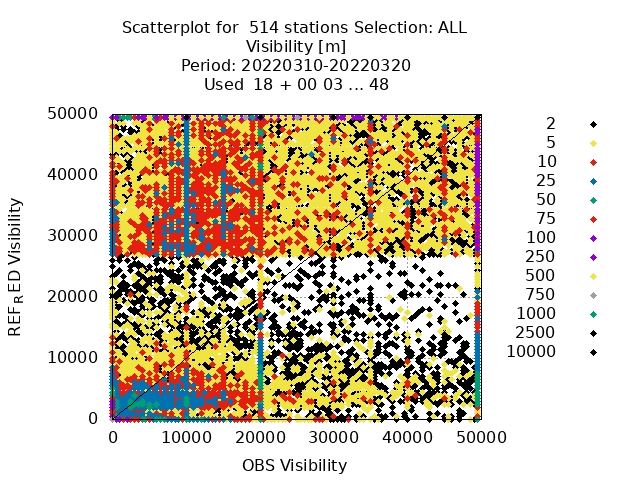 Scatterplot for  514 stations Selection: ALL
Visibility [m]
Period: 20220310-20220320
Used  18 + 00 03 ... 48
50000
40000
30000
20000
10000
0
REF_RED Visibility
0 10000 20000 30000 40000 50000
OBS Visibility
2
5
10
25
50
75
100
250
500
750
1000
2500
10000